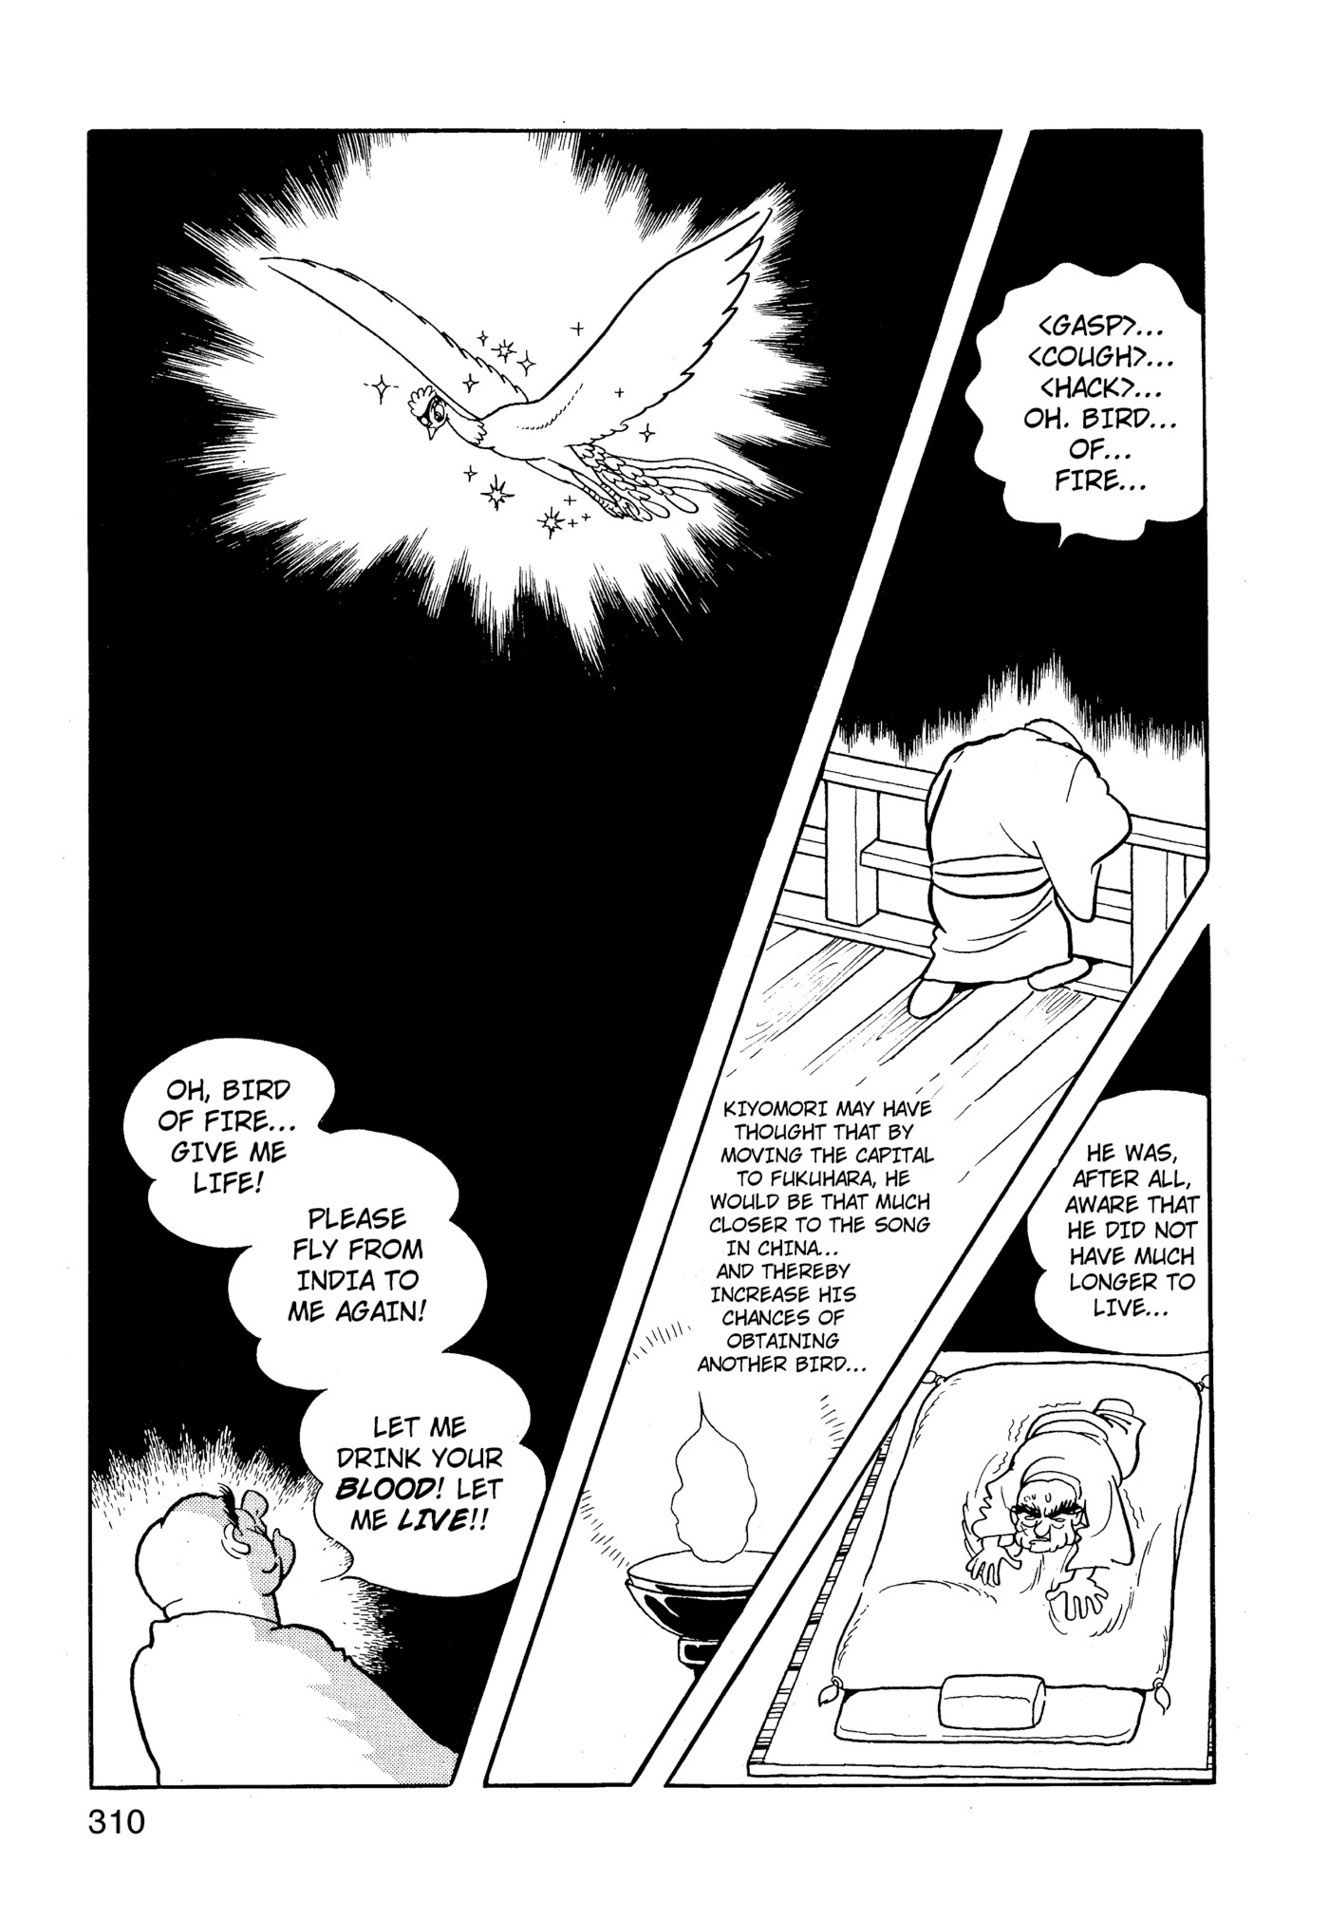 OH, BIRD
OF FIRE...
GIVE ME
LIFE!
PLEASE
FLY FROM
INDIA TO
ME AGAIN!
LET ME
DRINK YOUR
BLOOD! LET
ME LIVE!!
<GASP>...
<COUGH>...
<HACK>...
OH. BIRD...
OF...
FIRE...
KIYOMORI MAY HAVE
THOUGHT THAT BY
MOVING THE CAPITAL
TO FUKUHARA, HE
WOULD BE THAT MUCH
CLOSER TO THE SONG
IN CHINA...
AND THEREBY
INCREASE HIS
CHANCES OF
OBTAINING
ANOTHER BIRD...
HE WAS,
AFTER ALL,
AWARE THAT
HE DID NOT
HAVE MUCH
LONGER TO
LIVE...
310